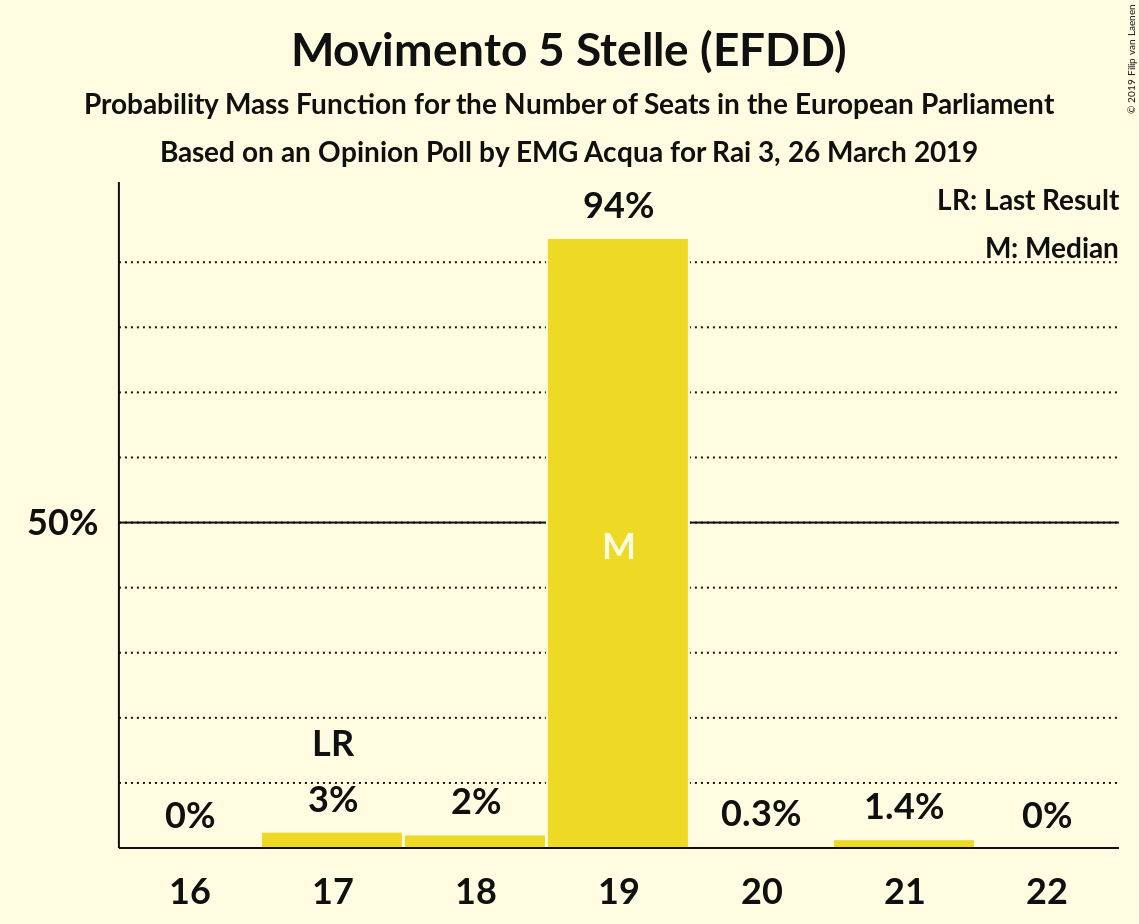 Movimento 5 Stelle (EFDD)
Probability Mass Function for the Number of Seats in the European Parliament
Based on an Opinion Poll by EMG Acqua for Rai 3, 26 March 2019
© 2019 Filip van Laenen
LR: Last Result
M: Median
94%
50%
M
LR
0%
3%
2%
0.3%
1.4%
0%
16 17 18 19 20 21 22